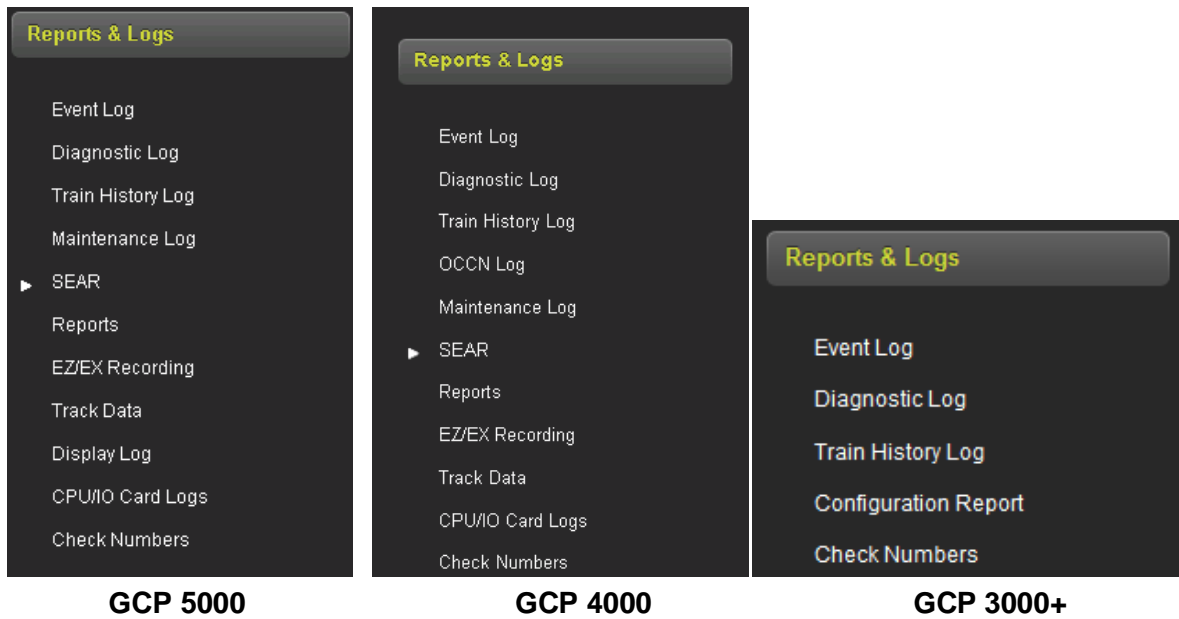 Reports & Logs
Event Log
Diagnostic Log
Train History Log
Maintenance Log
SEAR
Reports
EZ/EX Recording
Track Data
Display Log
CPU/IO Card Logs
Check Numbers
GCP 5000
Reports & Logs
Event Log
Diagnostic Log
Train History Log
OCCN Log
Maintenance Log
SEAR
Reports
EZ/EX Recording
Track Data
CPU/IO Card Logs
Check Numbers
GCP 4000
Reports & Logs
Event Log
Diagnostic Log
Train History Log
Configuration Report
Check Numbers
GCP 3000+